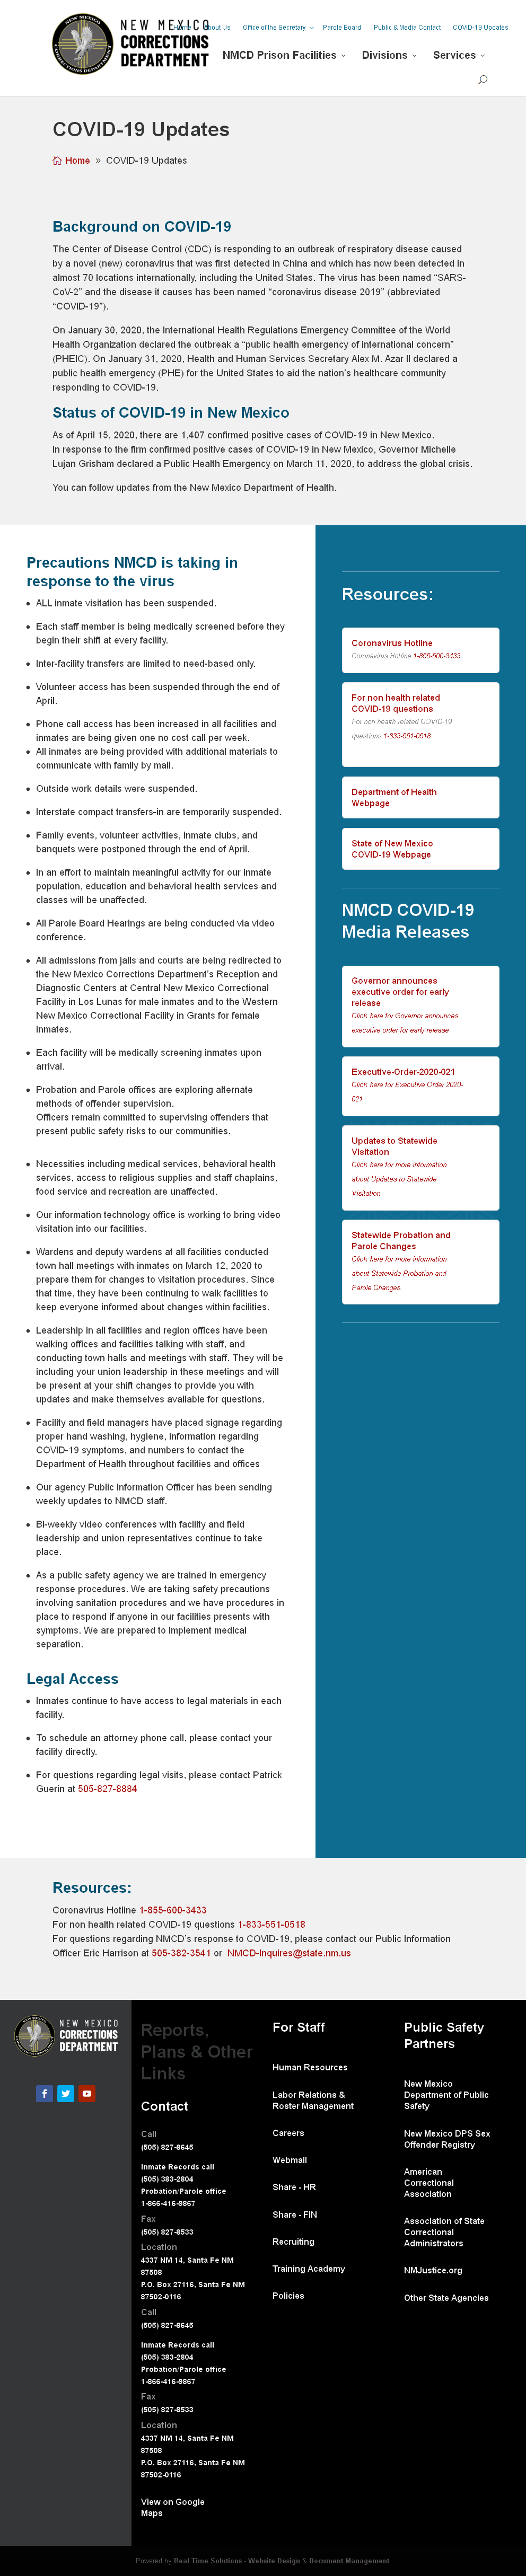 NEW MEXICO
CORRECTIONS
DEPARTMENT
Home
About Us
Office of the Secretary
Parole Board
Public & Media Contact
COVID-19 Updates
NMCD Prison Facilities
Divisions
Services
COVID-19 Updates
Home » COVID-19 Updates
Background on COVID-19
The Center of Disease Control (CDC) is responding to an outbreak of respiratory disease caused
by a novel (new) coronavirus that was first detected in China and which has now been detected in
almost 70 locations internationally, including the United States. The virus has been named “SARS-
CoV-2” and the disease it causes has been named “coronavirus disease 2019” (abbreviated
“COVID-19”).
On January 30, 2020, the International Health Regulations Emergency Committee of the World
Health Organization declared the outbreak a “public health emergency of international concern”
(PHEIC). On January 31, 2020, Health and Human Services Secretary Alex M. Azar II declared a
public health emergency (PHE) for the United States to aid the nation’s healthcare community
responding to COVID-19.
Status of COVID-19 in New Mexico
As of April 15, 2020, there are 1,407 confirmed positive cases of COVID-19 in New Mexico.
In response to the firm confirmed positive cases of COVID-19 in New Mexico, Governor Michelle
Lujan Grisham declared a Public Health Emergency on March 11, 2020, to address the global crisis.
You can follow updates from the New Mexico Department of Health.
Precautions NMCD is taking in
response to the virus
ALL inmate visitation has been suspended.
Each staff member is being medically screened before they
begin their shift at every facility.
Inter-facility transfers are limited to need-based only.
Volunteer access has been suspended through the end of
April.
Phone call access has been increased in all facilities and
inmates are being given one no cost call per week.
All inmates are being provided with additional materials to
communicate with family by mail.
Outside work details were suspended.
Interstate compact transfers-in are temporarily suspended.
Family events, volunteer activities, inmate clubs, and
banquets were postponed through the end of April.
In an effort to maintain meaningful activity for our inmate
population, education and behavioral health services and
classes will be unaffected.
All Parole Board Hearings are being conducted via video
conference.
All admissions from jails and courts are being redirected to
the New Mexico Corrections Department’s Reception and
Diagnostic Centers at Central New Mexico Correctional
Facility in Los Lunas for male inmates and to the Western
New Mexico Correctional Facility in Grants for female
inmates.
Each facility will be medically screening inmates upon
arrival.
Probation and Parole offices are exploring alternate
methods of offender supervision.
Officers remain committed to supervising offenders that
present public safety risks to our communities.
Necessities including medical services, behavioral health
services, access to religious supplies and staff chaplains,
food service and recreation are unaffected.
Our information technology office is working to bring video
visitation into our facilities.
Wardens and deputy wardens at all facilities conducted
town hall meetings with inmates on March 12, 2020 to
prepare them for changes to visitation procedures. Since
that time, they have been continuing to walk facilities to
keep everyone informed about changes within facilities.
Leadership in all facilities and region offices have been
walking offices and facilities talking with staff, and
conducting town halls and meetings with staff. They will be
including your union leadership in these meetings and will
be present at your shift changes to provide you with
updates and make themselves available for questions.
Facility and field managers have placed signage regarding
proper hand washing, hygiene, information regarding
COVID-19 symptoms, and numbers to contact the
Department of Health throughout facilities and offices
Our agency Public Information Officer has been sending
weekly updates to NMCD staff.
Bi-weekly video conferences with facility and field
leadership and union representatives continue to take
place.
As a public safety agency we are trained in emergency
response procedures. We are taking safety precautions
involving sanitation procedures and we have procedures in
place to respond if anyone in our facilities presents with
symptoms. We are prepared to implement medical
separation.
Legal Access
Inmates continue to have access to legal materials in each
facility.
To schedule an attorney phone call, please contact your
facility directly.
For questions regarding legal visits, please contact Patrick
Guerin at 505-827-8884
Resources:
Coronavirus Hotline
Coronavirus Hotline 1-855-600-3433
For non health related
COVID-19 questions
For non health related COVID-19
questions 1-833-551-0518
Department of Health
Webpage
State of New Mexico
COVID-19 Webpage
NMCD COVID-19
Media Releases
Governor announces
executive order for early
release
Click here for Governor announces
executive order for early release
Executive-Order-2020-021
Click here for Executive Order 2020-
021
Updates to Statewide
Visitation
Click here for more information
about Updates to Statewide
Visitation
Statewide Probation and
Parole Changes
Click here for more information
about Statewide Probation and
Parole Changes.
Resources:
Coronavirus Hotline 1-855-600-3433
For non health related COVID-19 questions 1-833-551-0518
For questions regarding NMCD’s response to COVID-19, please contact our Public Information
Officer Eric Harrison at 505-382-3541 or NMCD-Inquires@state.nm.us
NEW MEXICO
CORRECTIONS
DEPARTMENT
Reports,
Plans & Other
Links
Contact
Call
(505) 827-8645
Inmate Records call
(505) 383-2804
Probation/Parole office
1-866-416-9867
Fax
(505) 827-8533
Location
4337 NM 14, Santa Fe NM
87508
P.O. Box 27116, Santa Fe NM
87502-0116
Call
(505) 827-8645
Inmate Records call
(505) 383-2804
Probation/Parole office
1-866-416-9867
Fax
(505) 827-8533
Location
4337 NM 14, Santa Fe NM
87508
P.O. Box 27116, Santa Fe NM
87502-0116
View on Google
Maps
For Staff
Human Resources
Labor Relations &
Roster Management
Careers
Webmail
Share - HR
Share - FIN
Recruiting
Training Academy
Policies
Public Safety
Partners
New Mexico
Department of Public
Safety
New Mexico DPS Sex
Offender Registry
American
Correctional
Association
Association of State
Correctional
Administrators
NMJustice.org
Other State Agencies
Powered by Real Time Solutions - Website Design & Document Management